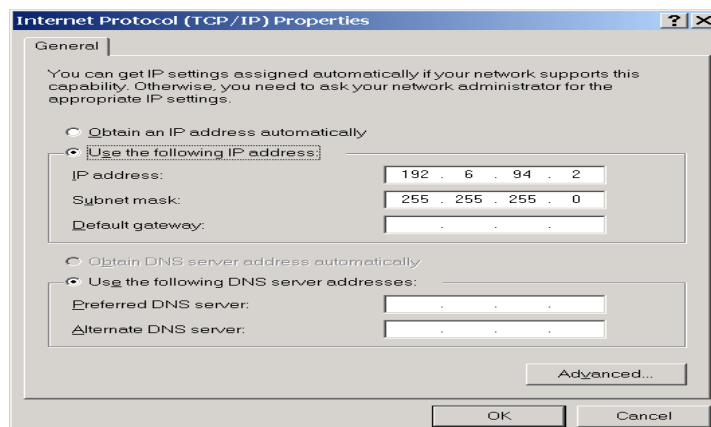 Internet Protocol (TCP/IP) Properties
General
You can get IP settings assigned automatically if your network supports this
capability. Otherwise, you need to ask your network administrator for the
appropriate IP settings.
Obtain an IP address automatically
Use the following IP address:
IP address: 192 . 6 . 94 . 2
Subnet mask: 255 . 255 . 255 . 0
Default gateway: . . .
Obtain DNS server address automatically
Use the following DNS server addresses:
Preferred DNS server: . . .
Alternate DNS server: . . .
Advanced...
OK Cancel